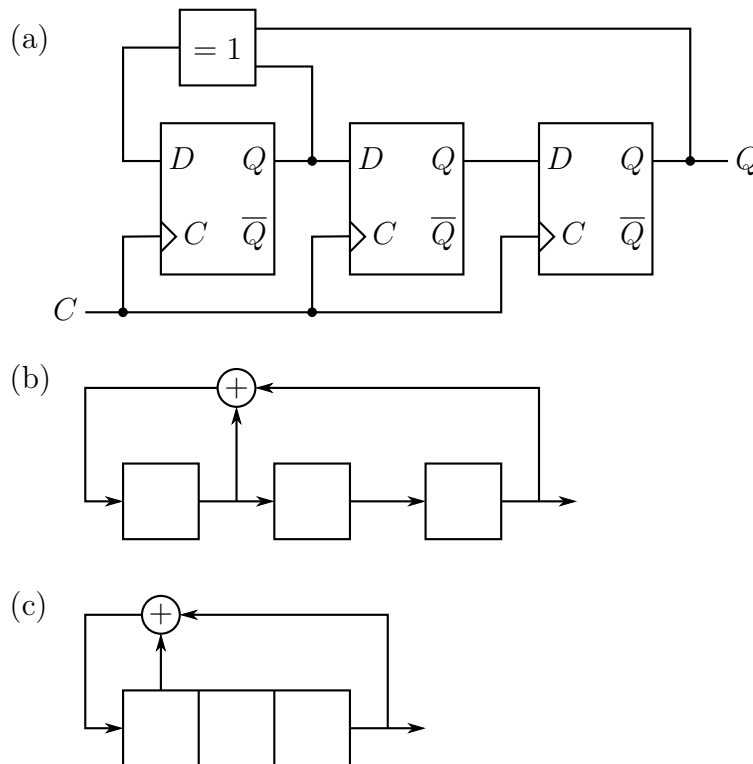 (a)
= 1
D Q D Q D Q Q
C Q̅ C Q̅ C Q̅
C
(b)
+
(c)
+